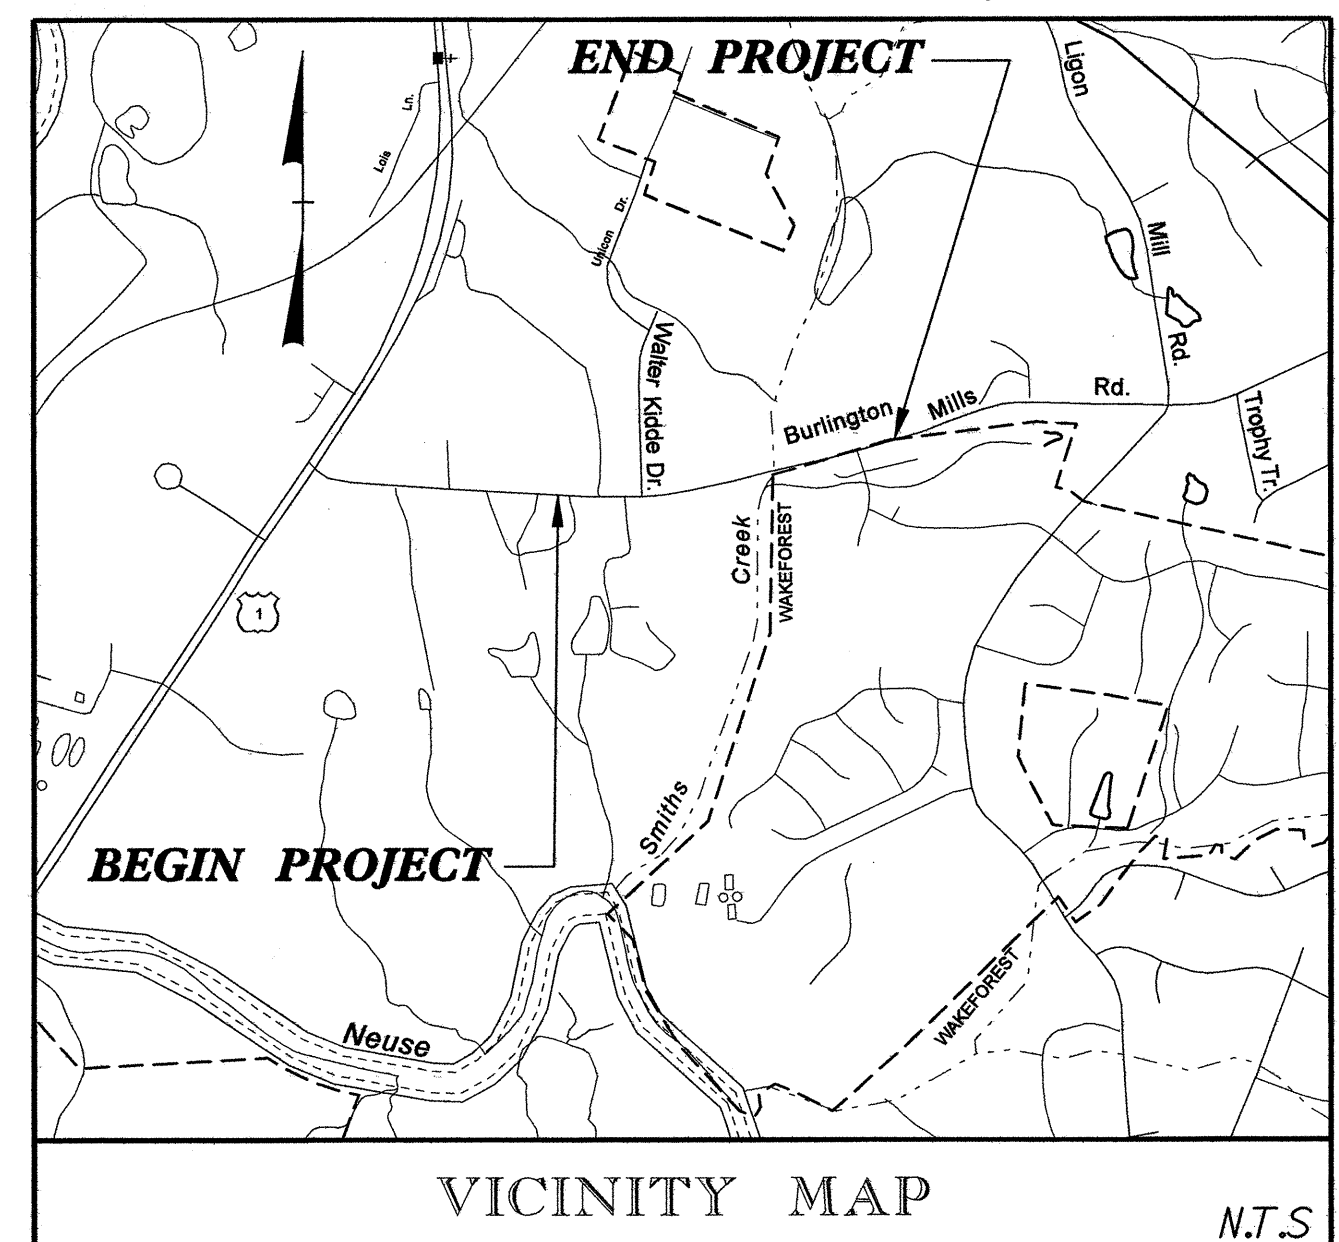 END PROJECT
Ligon
Mill
Rd.
Lois
Ln.
Unicon Dr.
Walter Kidde Dr.
Burlington Mills Rd.
Trophy Tr.
Creek
WAKEFOREST
1
Smiths
BEGIN PROJECT
Neuse
WAKEFOREST
VICINITY MAP
N.T.S